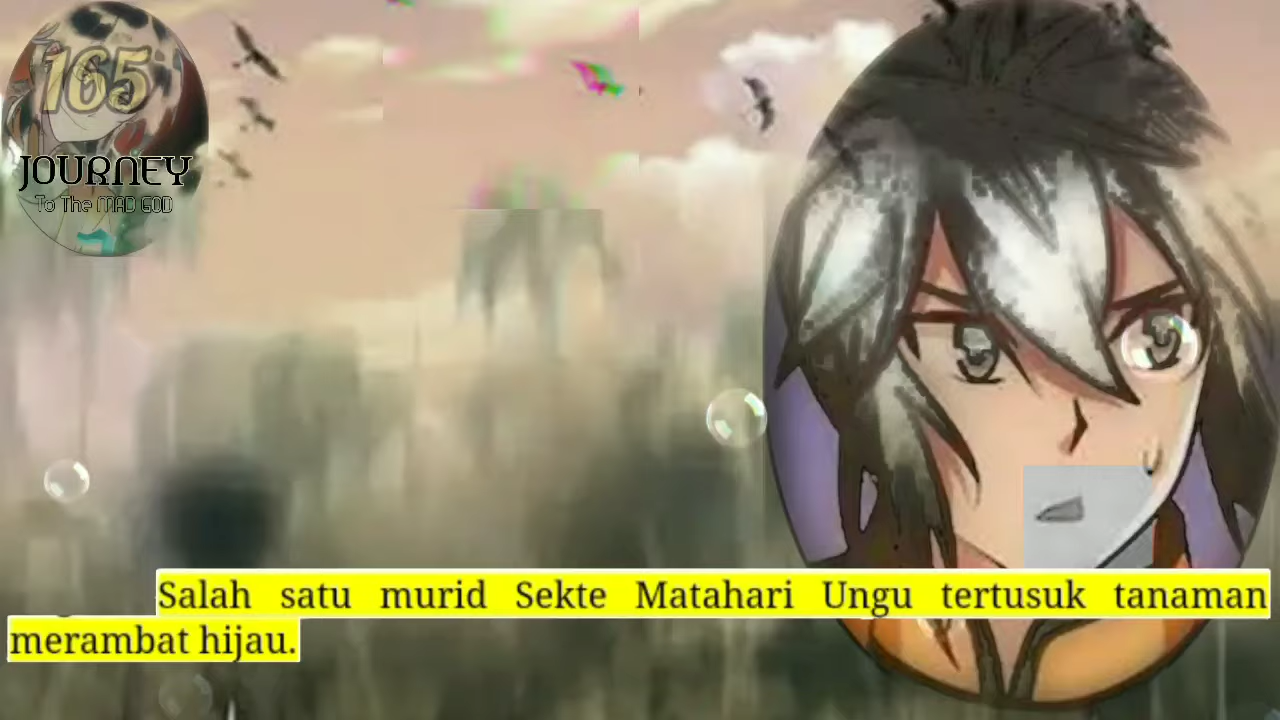 165
JOURNEY
To The MAD GOD
Salah satu murid Sekte Matahari Ungu tertusuk tanaman
merambat hijau.